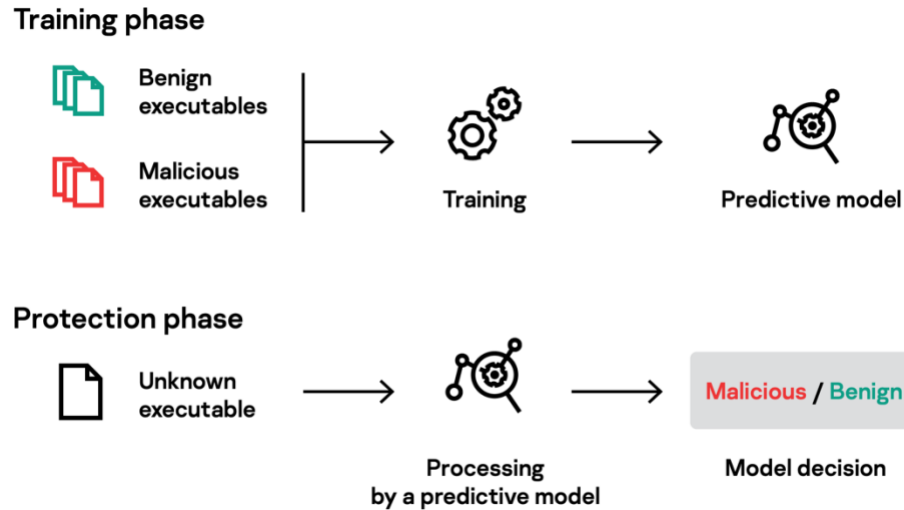 Training phase
Benign
executables
Malicious
executables
Training
Predictive model
Protection phase
Unknown
executable
Processing
by a predictive model
Malicious / Benign
Model decision